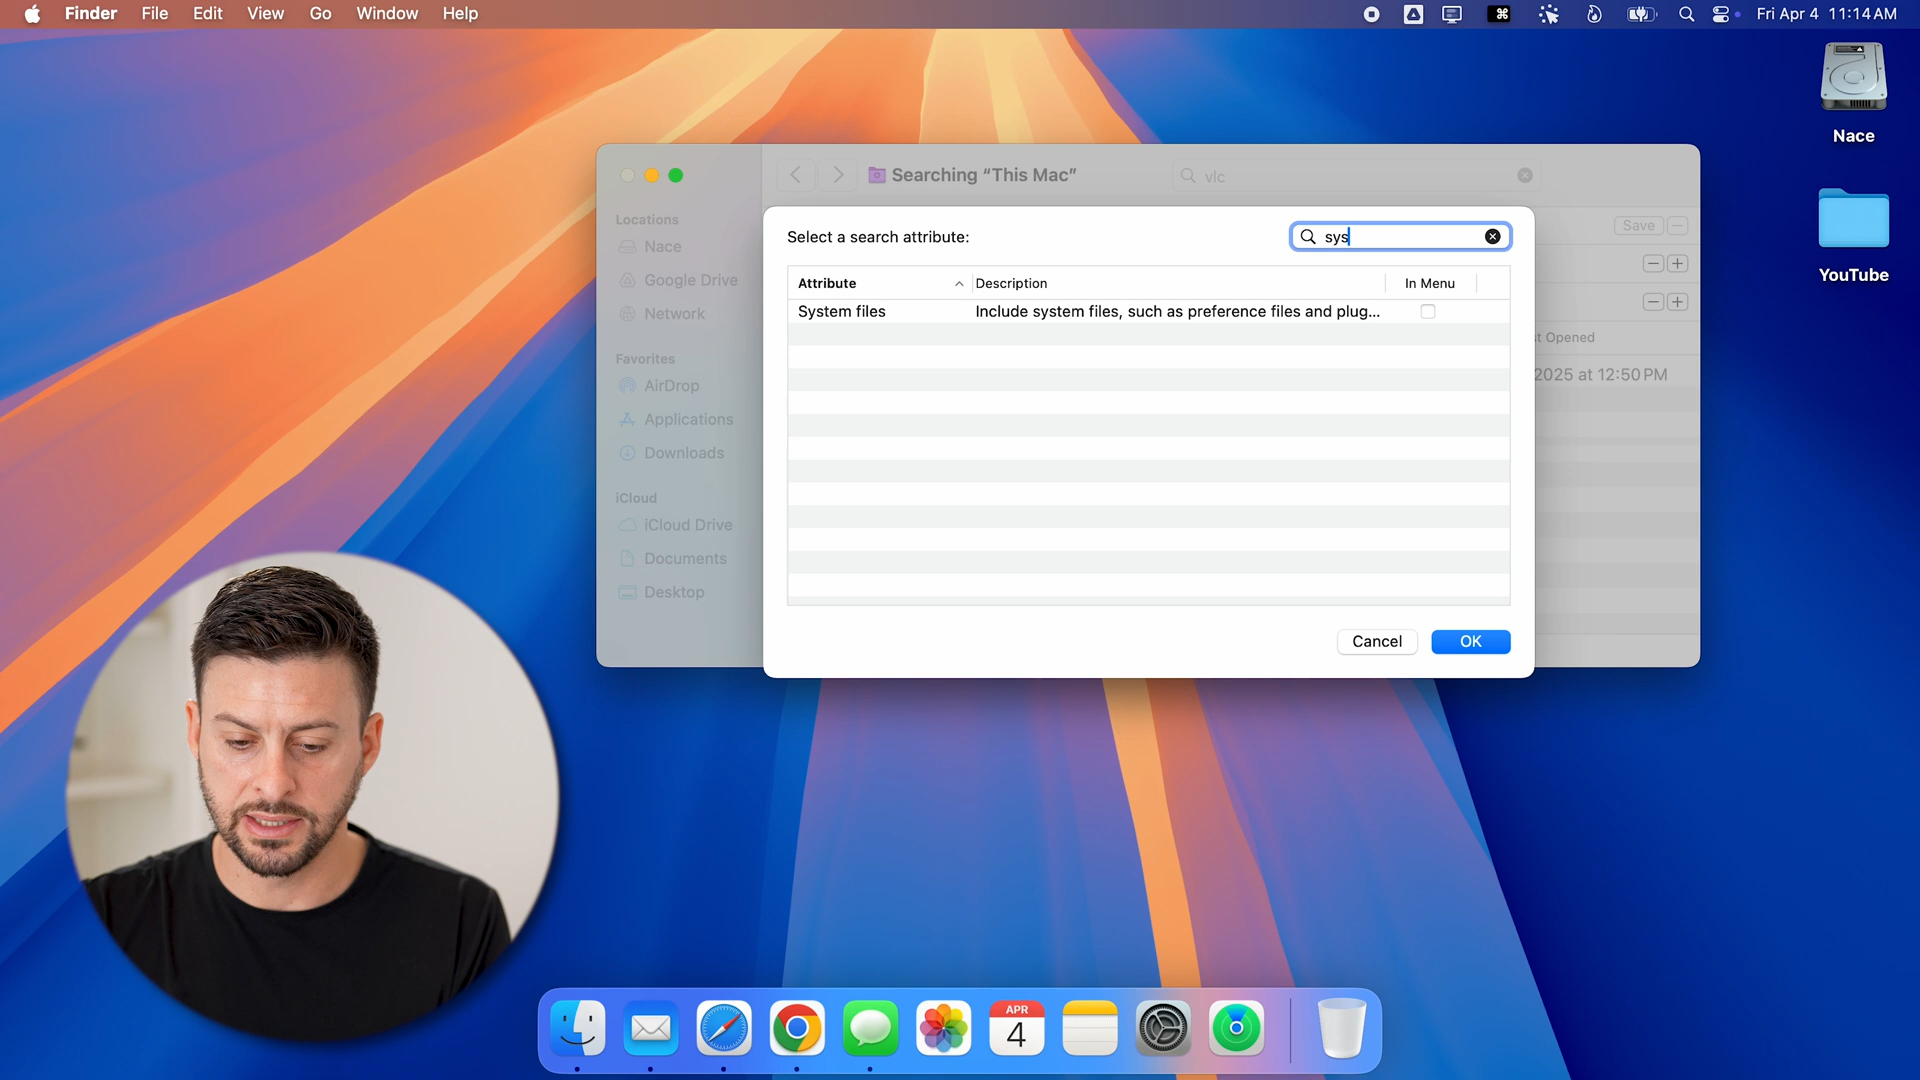 Finder File Edit View Go Window Help
Fri Apr 4 11:14 AM
Nace
YouTube
Searching “This Mac”
vlc
Locations
Nace
Google Drive
Network
Favorites
AirDrop
Applications
Downloads
iCloud
iCloud Drive
Documents
Desktop
Save
Select a search attribute:
sys
Attribute Description In Menu
System files Include system files, such as preference files and plug...
Opened
2025 at 12:50 PM
Cancel OK
APR
4